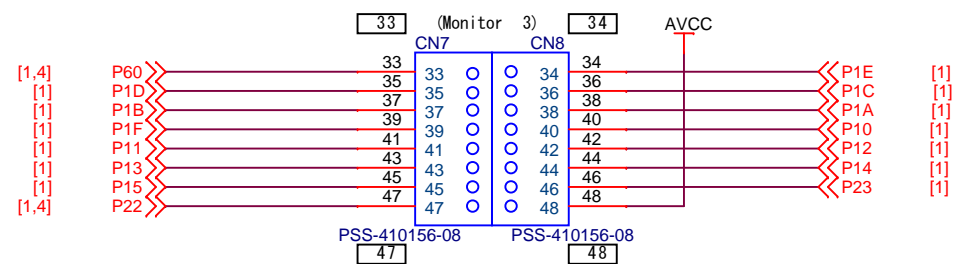 33 (Monitor 3) 34 AVCC
CN7 CN8
33 34
[1,4] P60 33 34 P1E [1]
35 36
[1] P1D 35 36 P1C [1]
37 38
[1] P1B 37 38 P1A [1]
39 40
[1] P1F 39 40 P10 [1]
41 42
[1] P11 41 42 P12 [1]
43 44
[1] P13 43 44 P14 [1]
45 46
[1] P15 45 46 P23 [1]
47 48
[1,4] P22 47 48
PSS-410156-08 PSS-410156-08
47 48